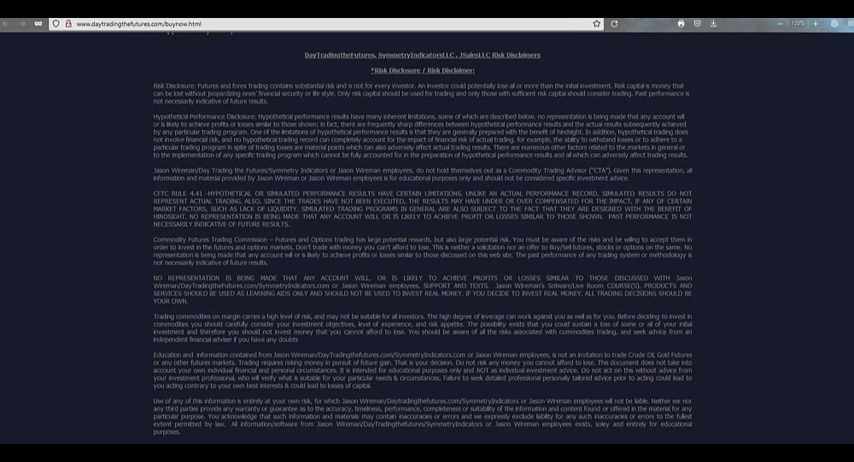 www.daytradingthefutures.com/buynow.html
120%
DayTradingtheFutures, SymmetryIndicatorsLLC, JSalesLLC Risk Disclaimers
*Risk Disclosure / Risk Disclaimer:
Risk Disclosure: Futures and forex trading contains substantial risk and is not for every investor. An investor could potentially lose all or more than the initial investment. Risk capital is money that
can be lost without jeopardizing ones' financial security or life style. Only risk capital should be used for trading and only those with sufficient risk capital should consider trading. Past performance is
not necessarily indicative of future results.
Hypothetical Performance Disclosure: Hypothetical performance results have many inherent limitations, some of which are described below. no representation is being made that any account will
or is likely to achieve profits or losses similar to those shown; in fact, there are frequently sharp differences between hypothetical performance results and the actual results subsequently achieved
by any particular trading program. One of the limitations of hypothetical performance results is that they are generally prepared with the benefit of hindsight. In addition, hypothetical trading does
not involve financial risk, and no hypothetical trading record can completely account for the impact of financial risk of actual trading. for example, the ability to withstand losses or to adhere to a
particular trading program in spite of trading losses are material points which can also adversely affect actual trading results. There are numerous other factors related to the markets in general or
to the implementation of any specific trading program which cannot be fully accounted for in the preparation of hypothetical performance results and all which can adversely affect trading results.
Jason Wireman/Day Trading the Futures/Symmetry Indicators or Jason Wireman employees, do not hold themselves out as a Commodity Trading Advisor ("CTA"). Given this representation, all
information and material provided by Jason Wireman or Jason Wireman employees is for educational purposes only and should not be considered specific investment advice.
CFTC RULE 4.41 -HYPOTHETICAL OR SIMULATED PERFORMANCE RESULTS HAVE CERTAIN LIMITATIONS. UNLIKE AN ACTUAL PERFORMANCE RECORD, SIMULATED RESULTS DO NOT
REPRESENT ACTUAL TRADING. ALSO, SINCE THE TRADES HAVE NOT BEEN EXECUTED, THE RESULTS MAY HAVE UNDER OR OVER COMPENSATED FOR THE IMPACT, IF ANY OF CERTAIN
MARKET FACTORS, SUCH AS LACK OF LIQUIDITY. SIMULATED TRADING PROGRAMS IN GENERAL ARE ALSO SUBJECT TO THE FACT THAT THEY ARE DESIGNED WITH THE BENEFIT OF
HINDSIGHT. NO REPRESENTATION IS BEING MADE THAT ANY ACCOUNT WILL OR IS LIKELY TO ACHIEVE PROFIT OR LOSSES SIMILAR TO THOSE SHOWN. PAST PERFORMANCE IS NOT
NECESSARILY INDICATIVE OF FUTURE RESULTS.
Commodity Futures Trading Commission – Futures and Options trading has large potential rewards, but also large potential risk. You must be aware of the risks and be willing to accept them in
order to invest in the futures and options markets. Don't trade with money you can't afford to lose. This is neither a solicitation nor an offer to Buy/Sell futures, stocks or options on the same. No
representation is being made that any account will or is likely to achieve profits or losses similar to those discussed on this web site. The past performance of any trading system or methodology is
not necessarily indicative of future results.
NO REPRESENTATION IS BEING MADE THAT ANY ACCOUNT WILL, OR IS LIKELY TO ACHIEVE PROFITS OR LOSSES SIMILAR TO THOSE DISCUSSED WITH Jason
Wireman/DayTradingthefutures.com/SymmetryIndicators.com or Jason Wireman employees, SUPPORT AND TEXTS. Jason Wireman's Sotware/Live Room COURSE(S), PRODUCTS AND
SERVICES SHOULD BE USED AS LEARNING AIDS ONLY AND SHOULD NOT BE USED TO INVEST REAL MONEY. IF YOU DECIDE TO INVEST REAL MONEY, ALL TRADING DECISIONS SHOULD BE
YOUR OWN.
Trading commodities on margin carries a high level of risk, and may not be suitable for all investors. The high degree of leverage can work against you as well as for you. Before deciding to invest in
commodities you should carefully consider your investment objectives, level of experience, and risk appetite. The possibility exists that you could sustain a loss of some or all of your initial
investment and therefore you should not invest money that you cannot afford to lose. You should be aware of all the risks associated with commodities trading, and seek advice from an
independent financial adviser if you have any doubts
Education and information contained from Jason Wireman/DayTradingthefutures.com/SymmetryIndicators.com or Jason Wireman employees, is not an invitation to trade Crude Oil, Gold Futures
or any other futures markets. Trading requires risking money in pursuit of future gain. That is your decision. Do not risk any money you cannot afford to lose. This document does not take into
account your own individual financial and personal circumstances. It is intended for educational purposes only and NOT as individual investment advice. Do not act on this without advice from
your investment professional, who will verify what is suitable for your particular needs & circumstances. Failure to seek detailed professional personally tailored advice prior to acting could lead to
you acting contrary to your own best interests & could lead to losses of capital.
Use of any of this information is entirely at your own risk, for which Jason Wireman/Daytradingthefutures.com/SymmetryIndicators or Jason Wireman employees will not be liable. Neither we nor
any third parties provide any warranty or guarantee as to the accuracy, timeliness, performance, completeness or suitability of the information and content found or offered in the material for any
particular purpose. You acknowledge that such information and materials may contain inaccuracies or errors and we expressly exclude liability for any such inaccuracies or errors to the fullest
extent permitted by law. All information/software from Jason Wireman/DayTradingthefutures/SymmetryIndicators or Jason Wireman employees exists, soley and entirely for educational
purposes.